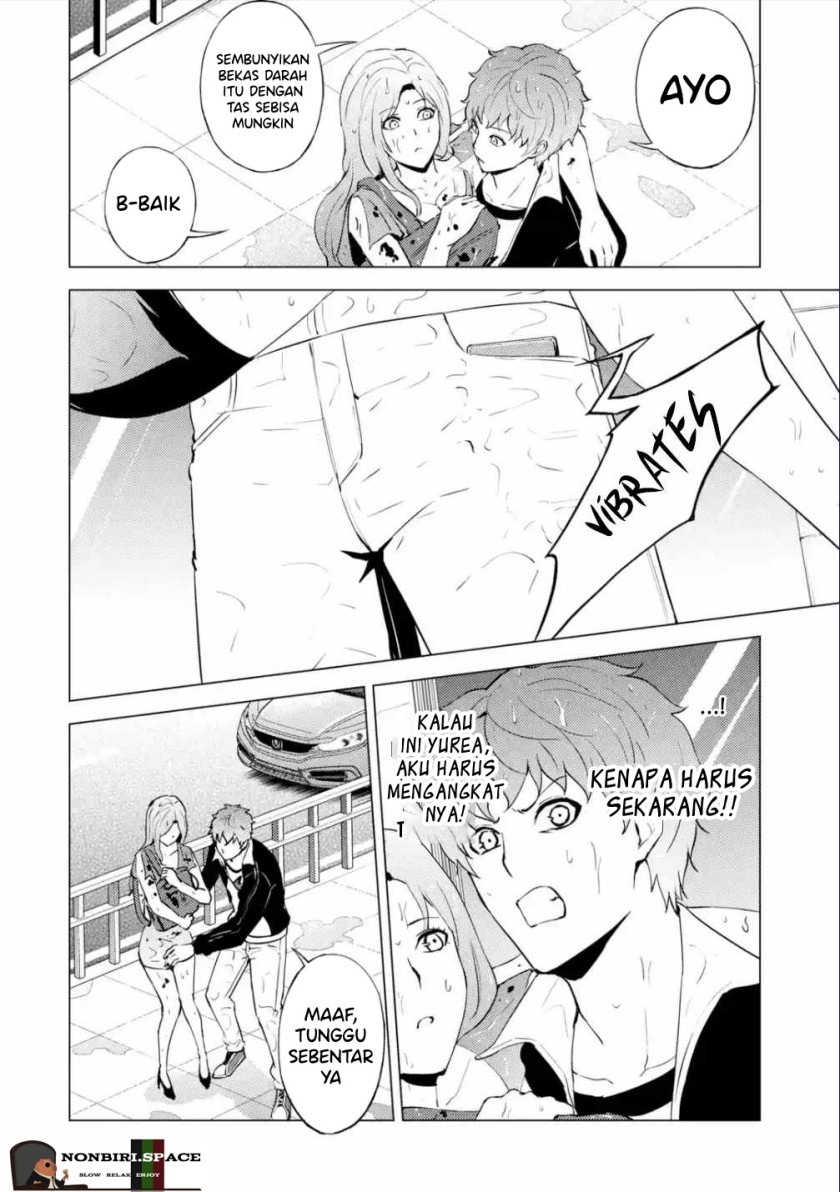 AYO
SEMBUNYIKAN
BEKAS DARAH
ITU DENGAN
TAS SEBISA
MUNGKIN
B-BAIK
VIBRATES
...!
KENAPA HARUS
SEKARANG!!
KALAU
INI YUREA,
AKU HARUS
MENGANGKAT
NYA!
T
MAAF,
TUNGGU
SEBENTAR
YA
NONBIRI.SPACE
SLOW RELAX ENJOY